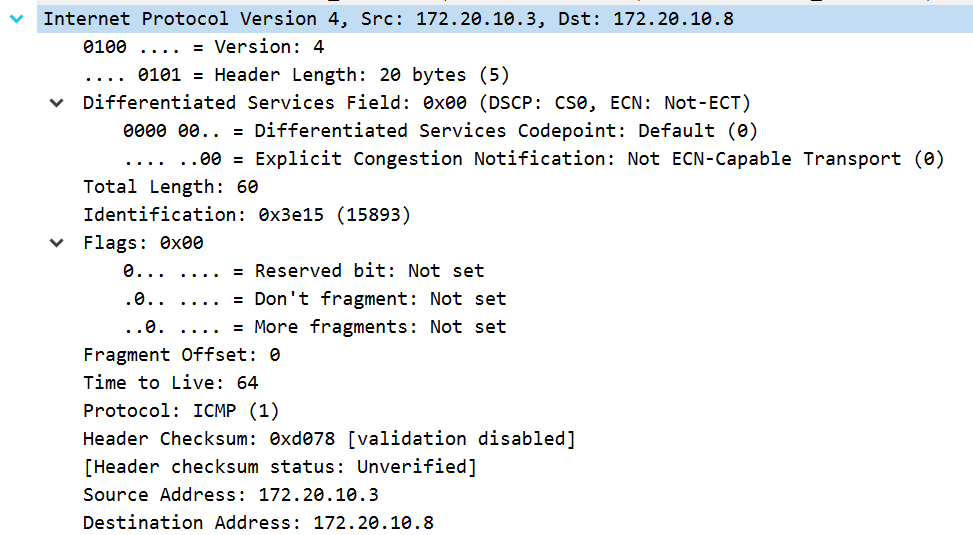 Internet Protocol Version 4, Src: 172.20.10.3, Dst: 172.20.10.8
0100 .... = Version: 4
.... 0101 = Header Length: 20 bytes (5)
Differentiated Services Field: 0x00 (DSCP: CS0, ECN: Not-ECT)
0000 00.. = Differentiated Services Codepoint: Default (0)
.... ..00 = Explicit Congestion Notification: Not ECN-Capable Transport (0)
Total Length: 60
Identification: 0x3e15 (15893)
Flags: 0x00
0... .... = Reserved bit: Not set
.0.. .... = Don't fragment: Not set
..0. .... = More fragments: Not set
Fragment Offset: 0
Time to Live: 64
Protocol: ICMP (1)
Header Checksum: 0xd078 [validation disabled]
[Header checksum status: Unverified]
Source Address: 172.20.10.3
Destination Address: 172.20.10.8